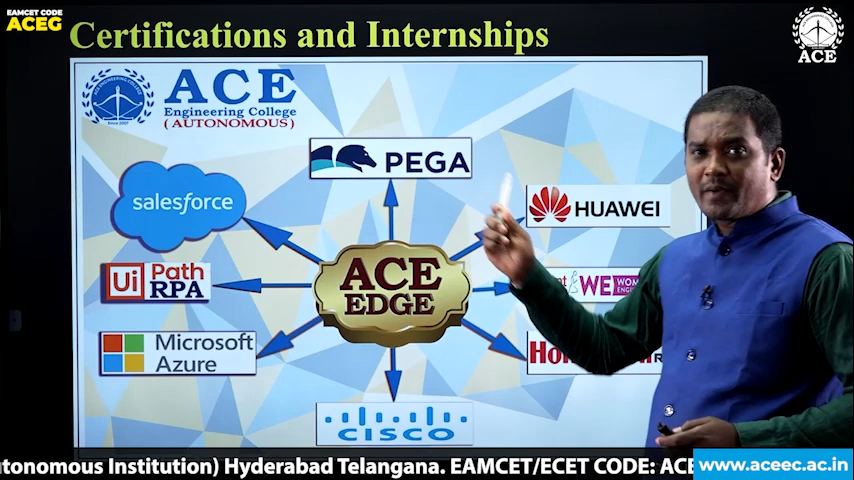 EAMCET CODE
ACEG
Certifications and Internships
ACE
ACE
Engineering College
(AUTONOMOUS)
PEGA
salesforce
HUAWEI
Ui Path
RPA
ACE
EDGE
WE
Microsoft
Azure
CISCO
Autonomous Institution) Hyderabad Telangana. EAMCET/ECET CODE: ACE
www.aceec.ac.in